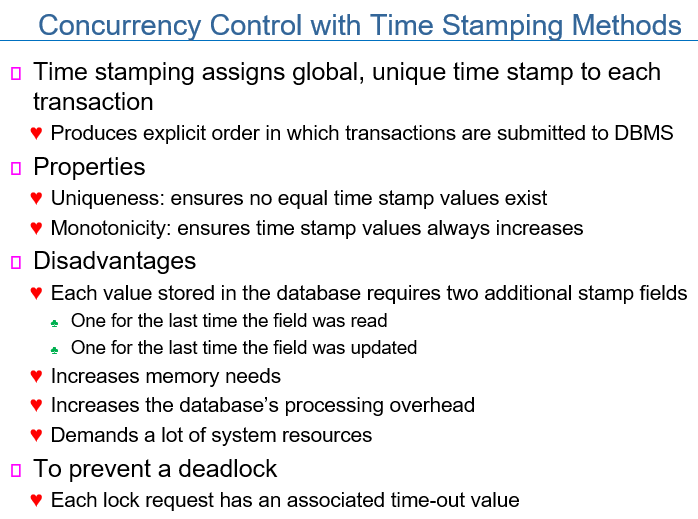 Concurrency Control with Time Stamping Methods
Time stamping assigns global, unique time stamp to each
transaction
Produces explicit order in which transactions are submitted to DBMS
Properties
Uniqueness: ensures no equal time stamp values exist
Monotonicity: ensures time stamp values always increases
Disadvantages
Each value stored in the database requires two additional stamp fields
One for the last time the field was read
One for the last time the field was updated
Increases memory needs
Increases the database’s processing overhead
Demands a lot of system resources
To prevent a deadlock
Each lock request has an associated time-out value